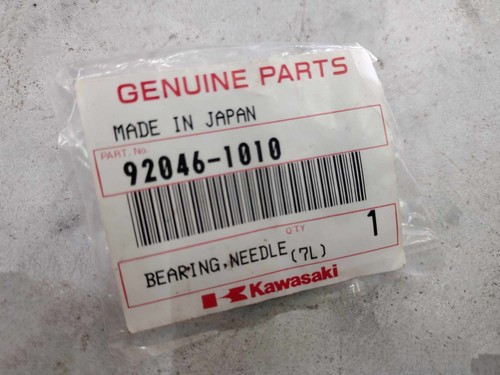 GENUINE PARTS
MADE IN JAPAN
PART. No.
92046-1010
QTY
1
BEARING,NEEDLE(7L)
Kawasaki